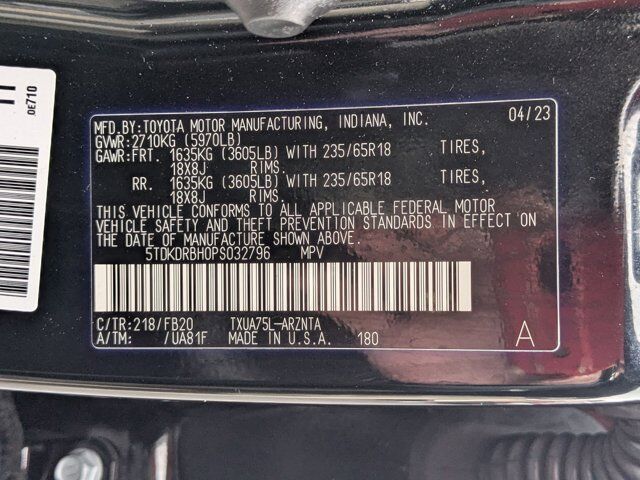 0E710
MFD.BY:TOYOTA MOTOR MANUFACTURING, INDIANA, INC. 04/23
GVWR:2710KG (5970LB)
GAWR:FRT. 1635KG (3605LB) WITH 235/65R18 TIRES,
18X8J RIMS.
RR. 1635KG (3605LB) WITH 235/65R18 TIRES,
18X8J RIMS.
THIS VEHICLE CONFORMS TO ALL APPLICABLE FEDERAL MOTOR
VEHICLE SAFETY AND THEFT PREVENTION STANDARDS IN EFFECT ON
THE DATE OF MANUFACTURE SHOWN ABOVE.
5TDKDRBH0PS032796 MPV
C/TR:218/FB20 TXUA75L-ARZNTA
A/TM: /UA81F MADE IN U.S.A. 180 A